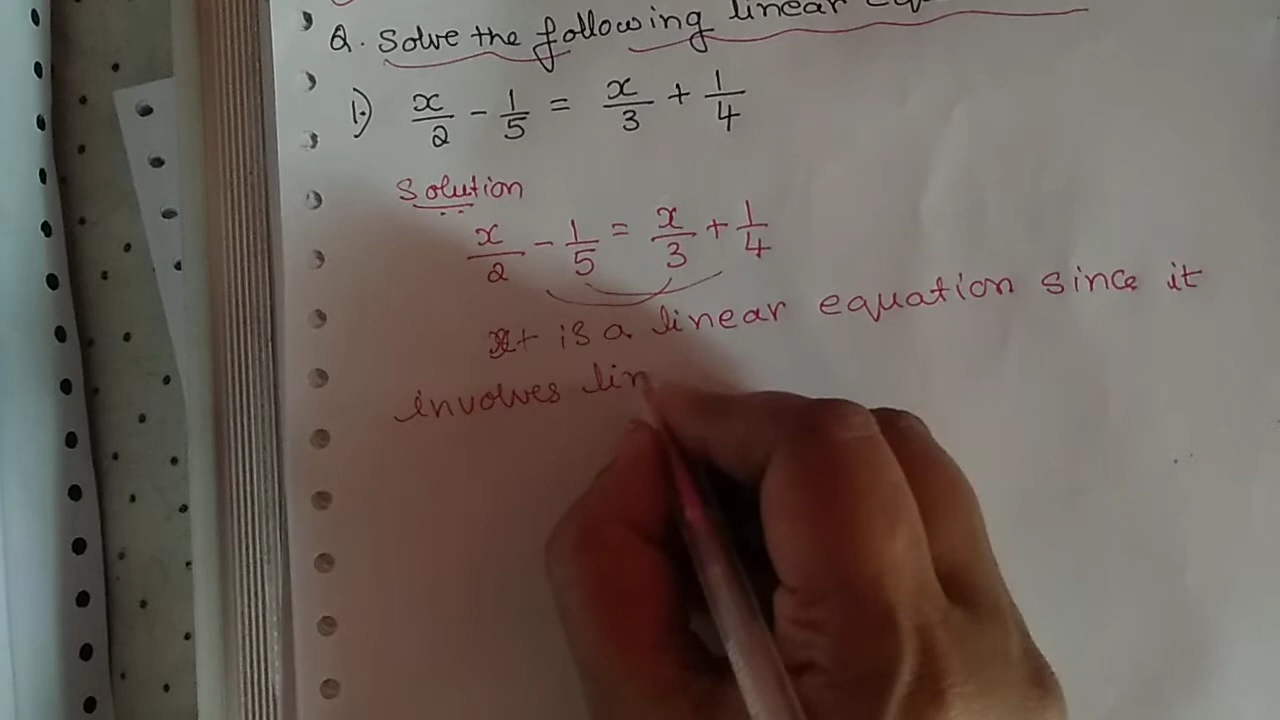 Q. Solve the following linear
1.) x/2 - 1/5 = x/3 + 1/4
Solution
x/2 - 1/5 = x/3 + 1/4
It is a linear equation since it
involves lin